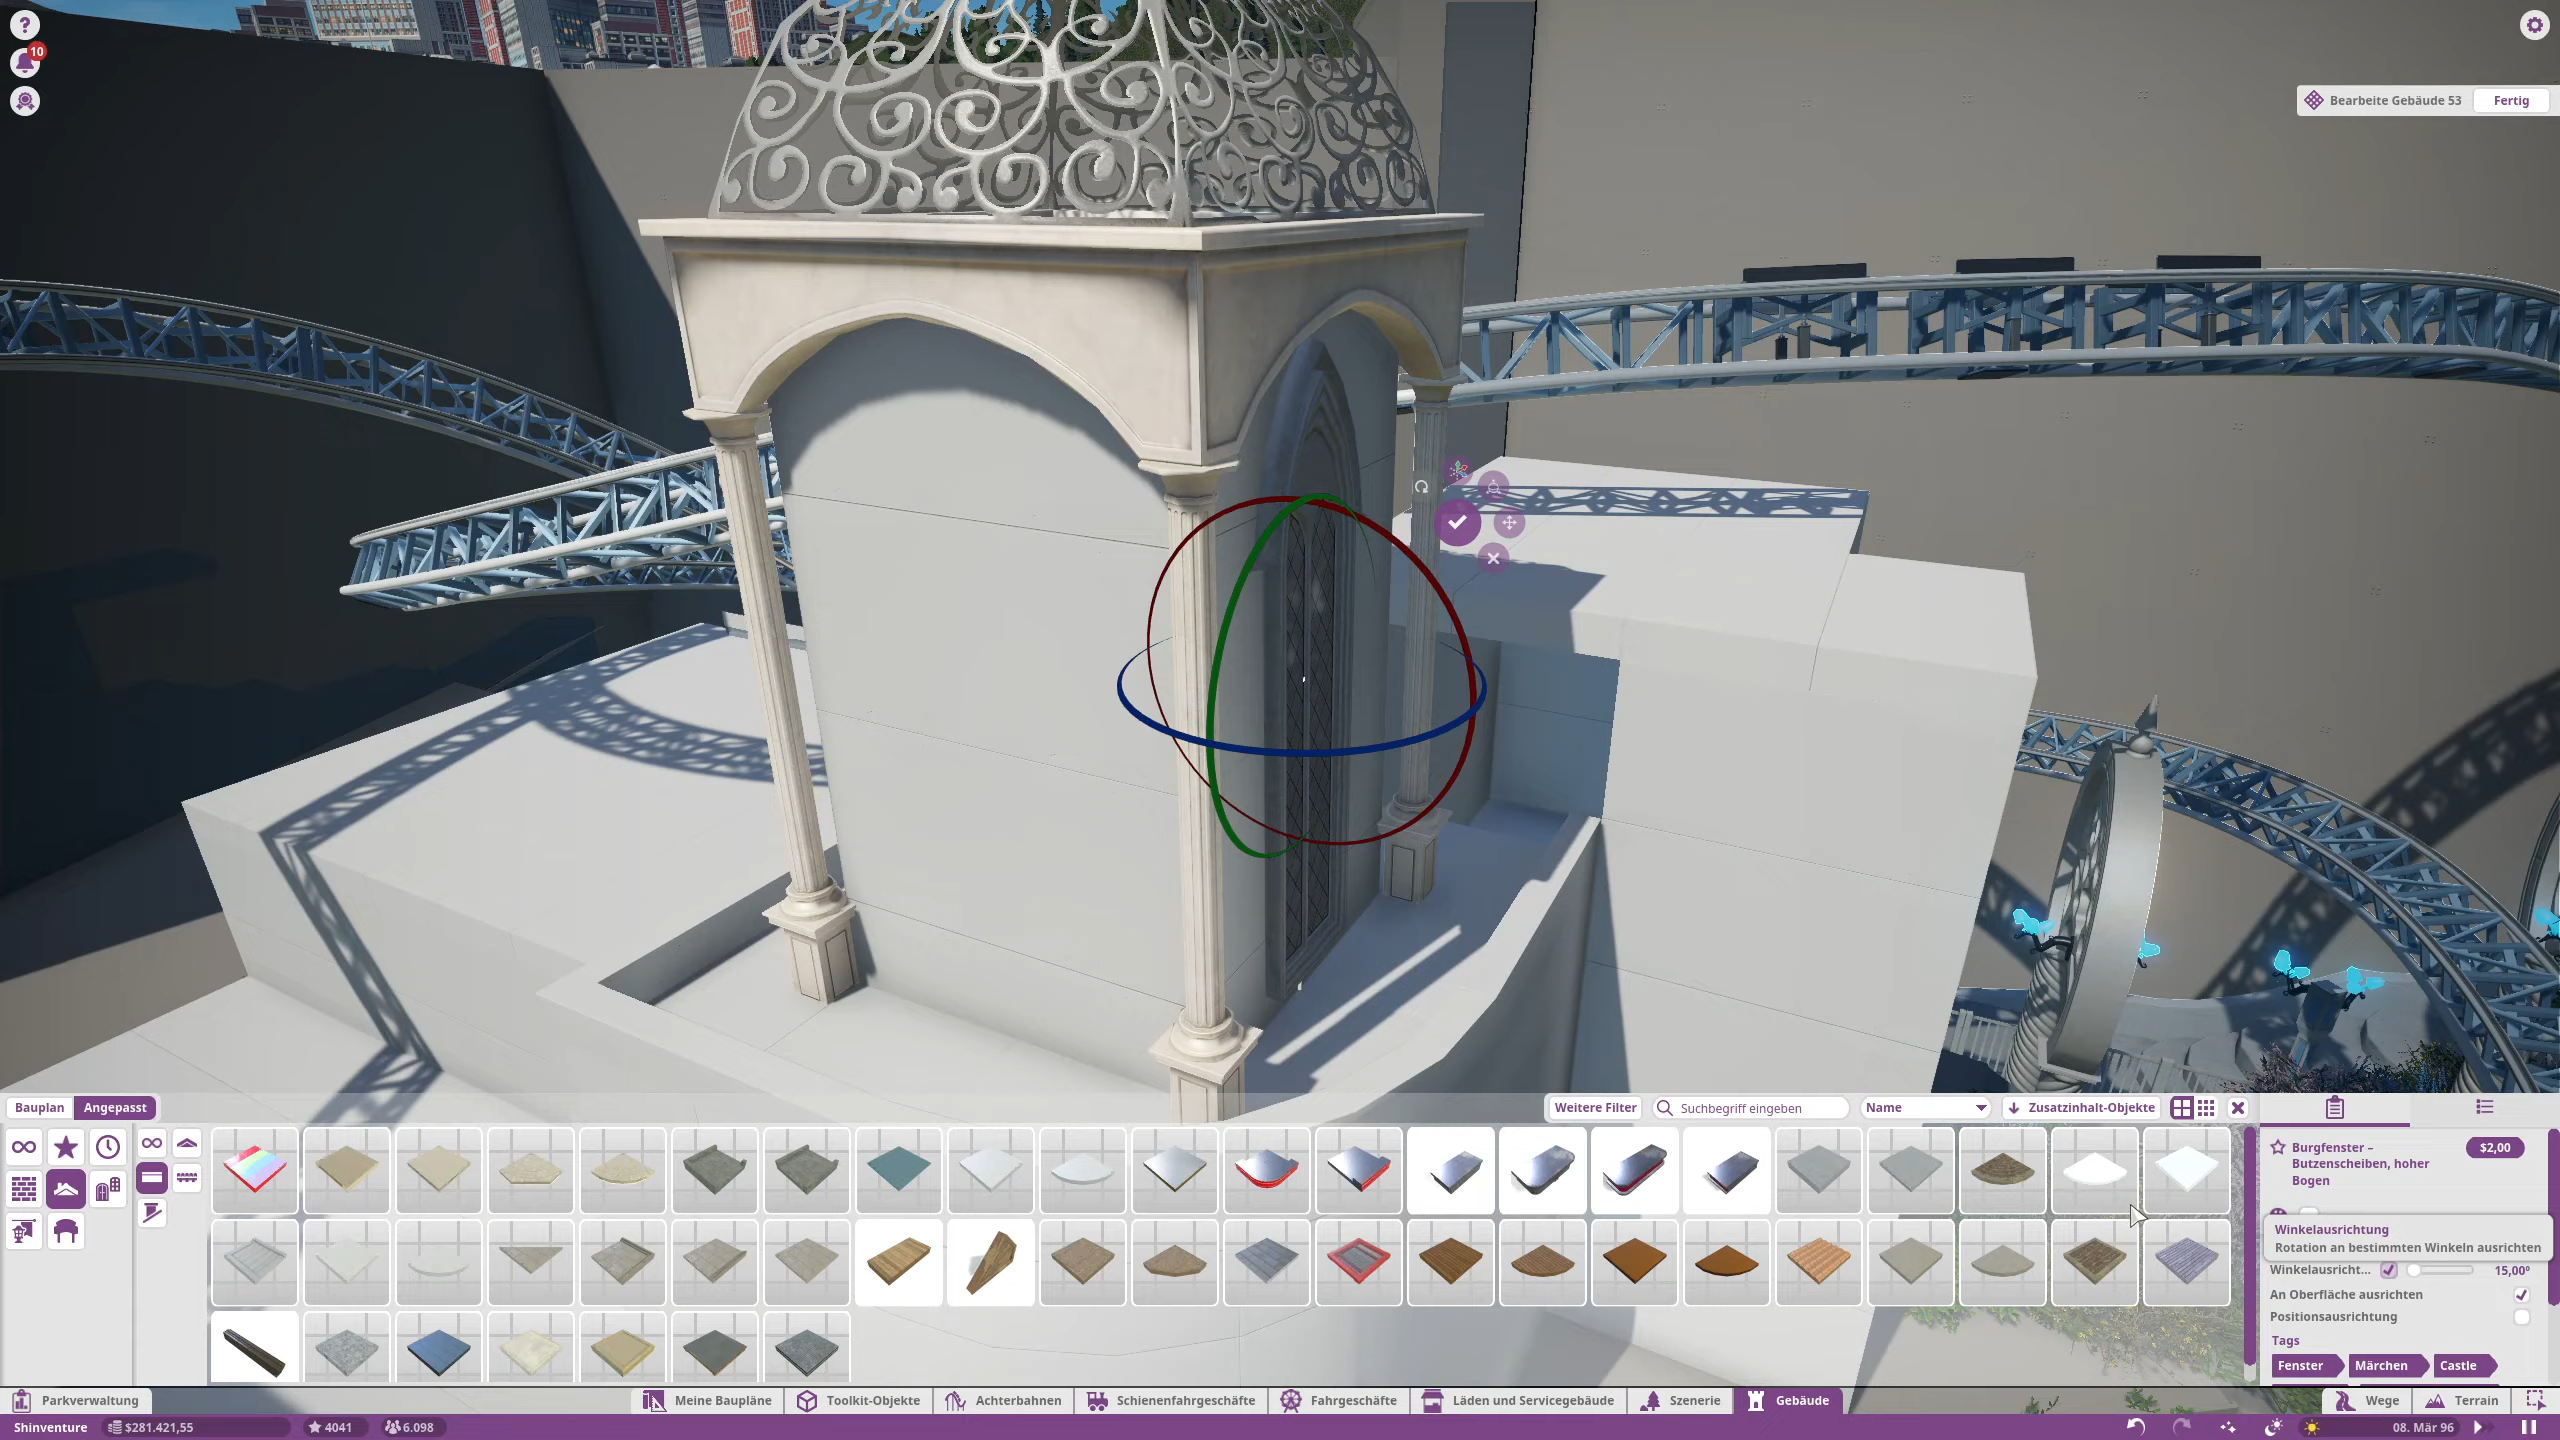 ?
10
Bearbeite Gebäude 53
Fertig
Bauplan
Angepasst
Weitere Filter
Suchbegriff eingeben
Name
Zusatzinhalt-Objekte
Burgfenster –
Butzenscheiben, hoher
Bogen
$2,00
Winkelausrichtung
Rotation an bestimmten Winkeln ausrichten
Winkelausricht...
15,00°
An Oberfläche ausrichten
Positionsausrichtung
Tags
Fenster
Märchen
Castle
Parkverwaltung
Meine Baupläne
Toolkit-Objekte
Achterbahnen
Schienenfahrgeschäfte
Fahrgeschäfte
Läden und Servicegebäude
Szenerie
Gebäude
Wege
Terrain
Shinventure
$281.421,55
4041
6.098
08. Mär 96